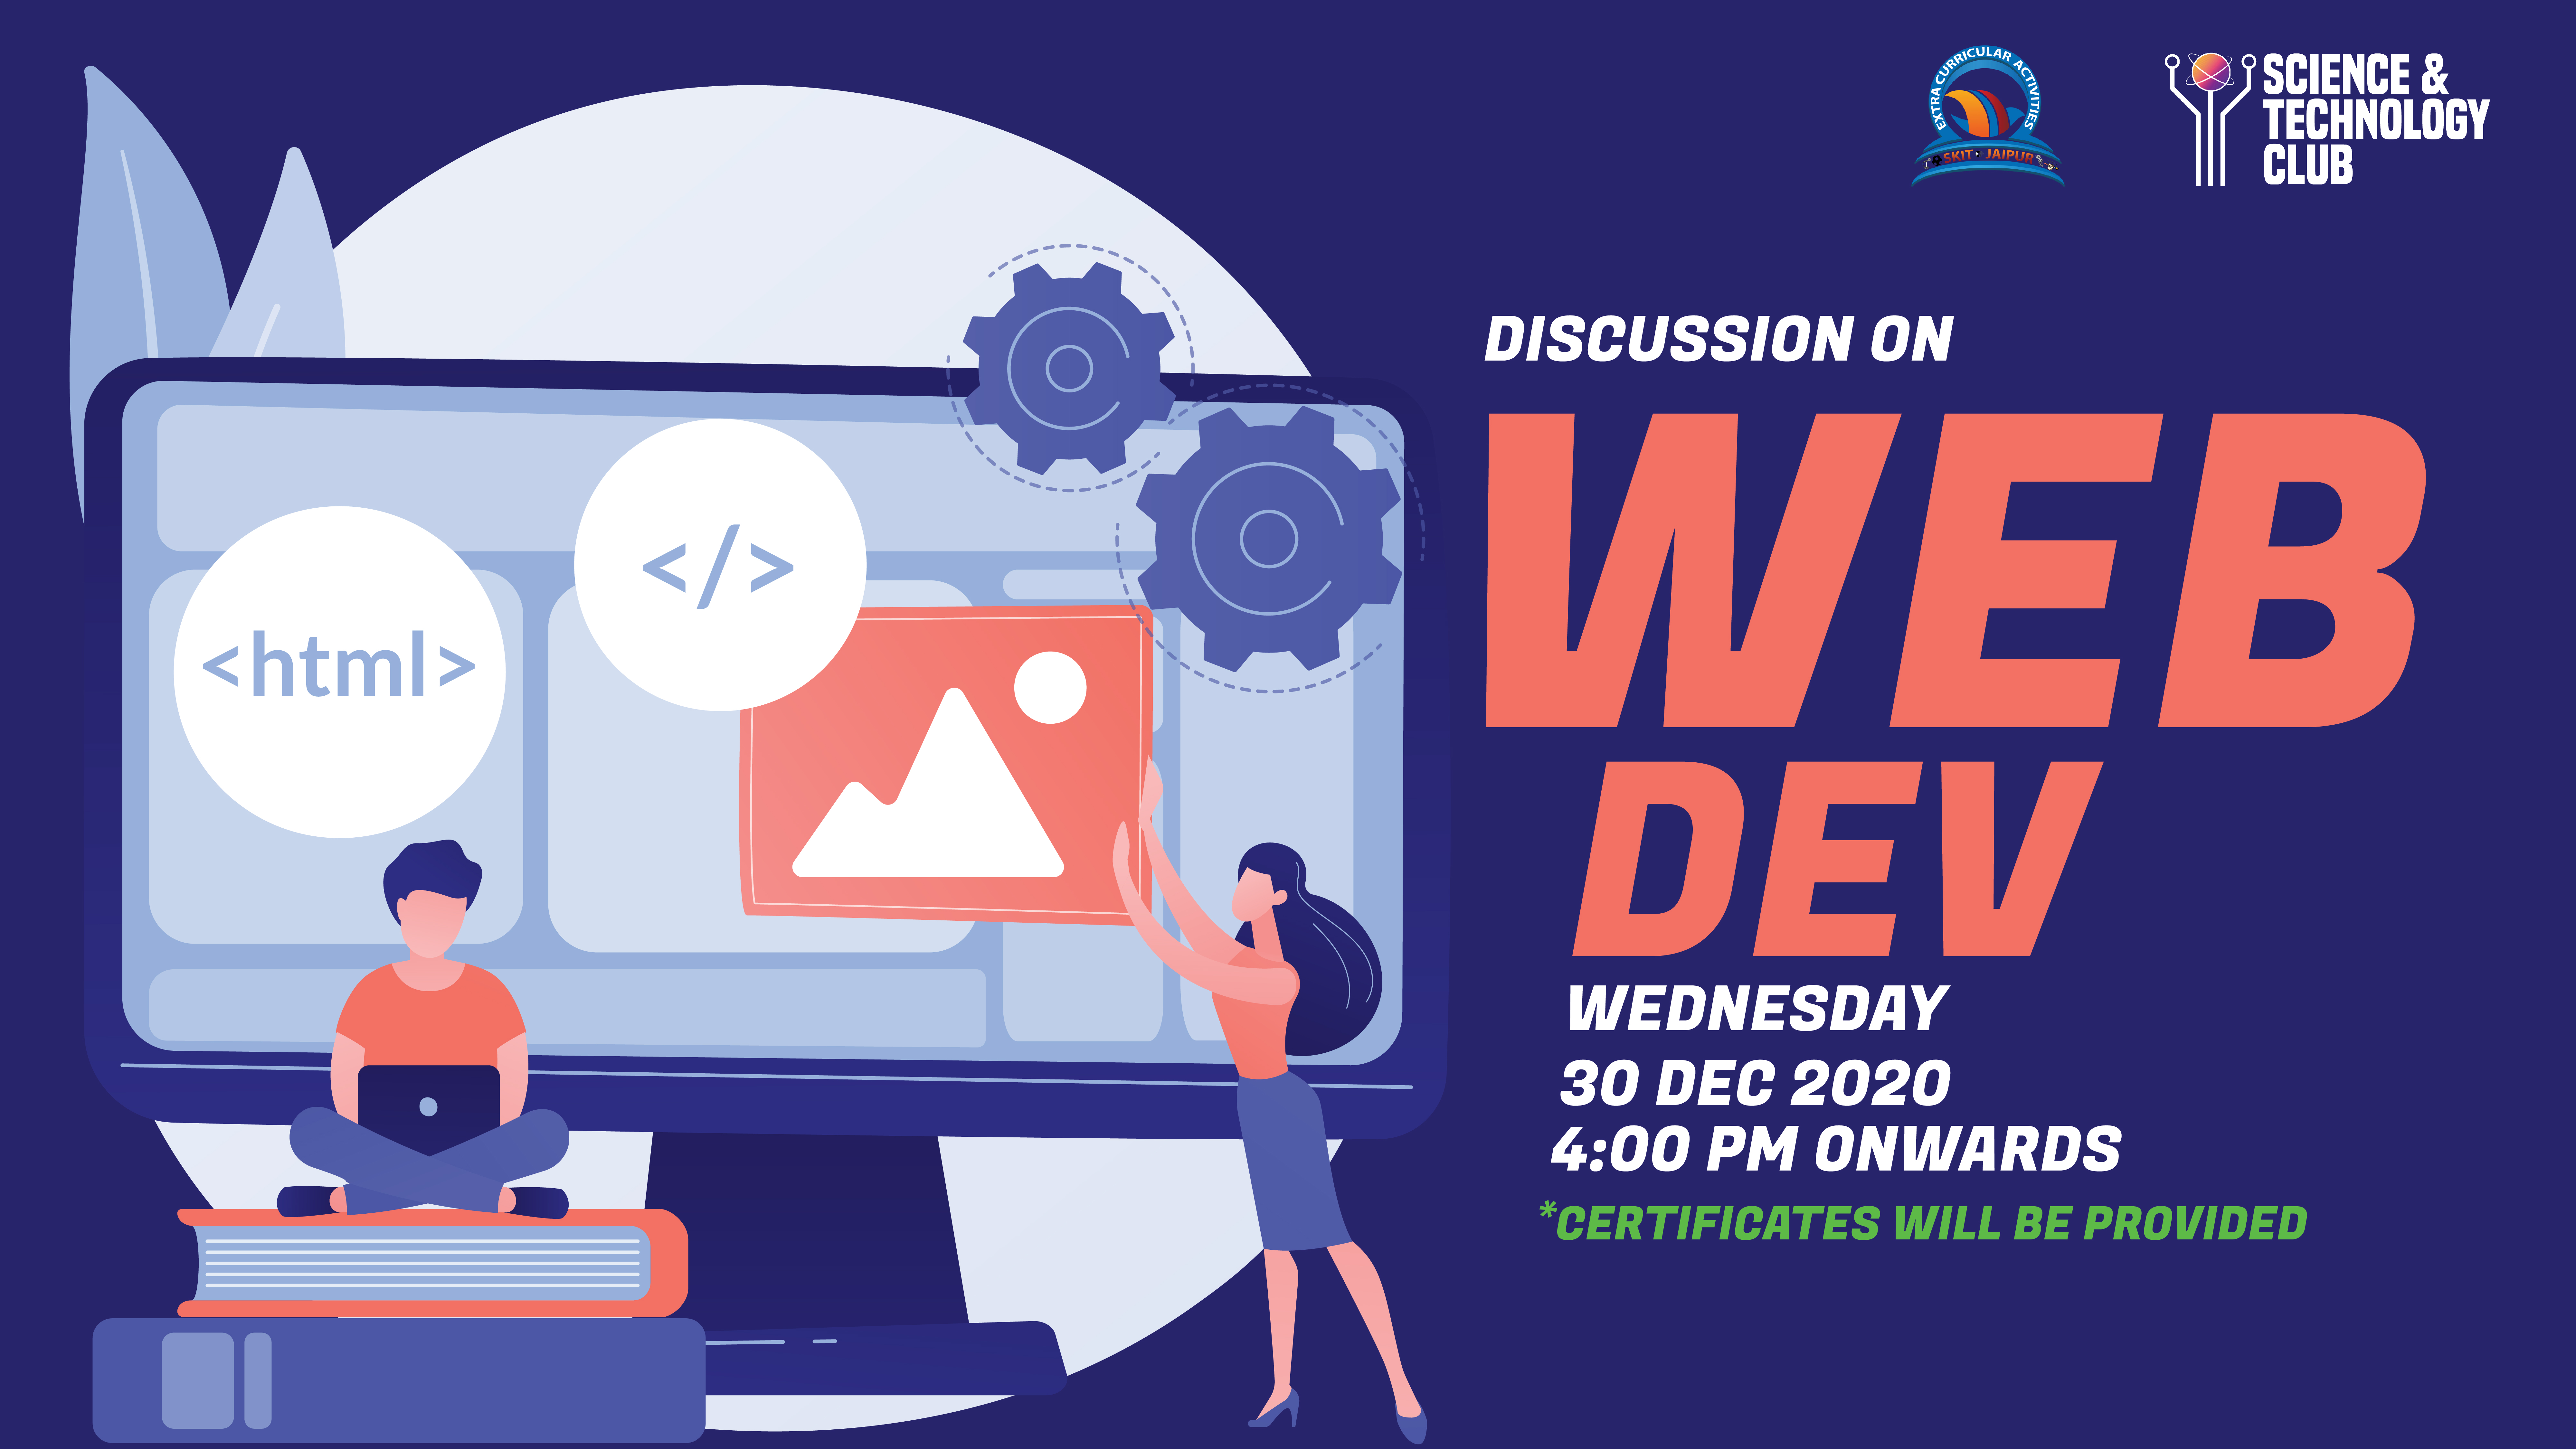 EXTRA CURRICULAR ACTIVITIES
SKIT JAIPUR
SCIENCE &
TECHNOLOGY
CLUB
DISCUSSION ON
WEB
DEV
<html>
</>
WEDNESDAY
30 DEC 2020
4:00 PM ONWARDS
*CERTIFICATES WILL BE PROVIDED